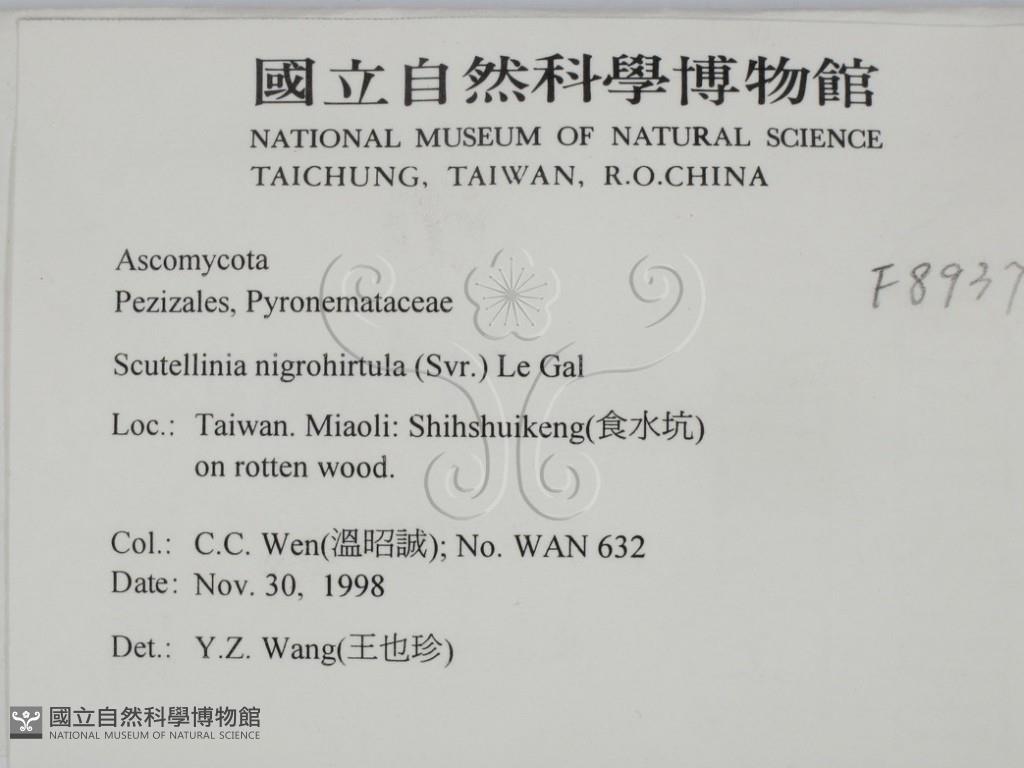 國立自然科學博物館
NATIONAL MUSEUM OF NATURAL SCIENCE
TAICHUNG, TAIWAN, R.O.CHINA
Ascomycota
F8937
Pezizales, Pyronemataceae
Scutellinia nigrohirtula (Svr.) Le Gal
Loc.: Taiwan. Miaoli: Shihshuikeng(食水坑)
on rotten wood.
Col.: C.C. Wen(溫昭誠); No. WAN 632
Date: Nov. 30, 1998
Det.: Y.Z. Wang(王也珍)
國立自然科學博物館
NATIONAL MUSEUM OF NATURAL SCIENCE